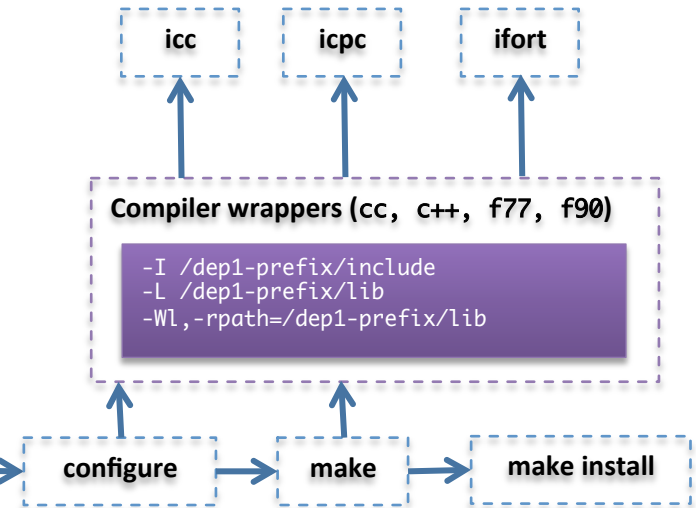 icc
icpc
ifort
Compiler wrappers (cc, c++, f77, f90)
-I /dep1-prefix/include
-L /dep1-prefix/lib
-Wl,-rpath=/dep1-prefix/lib
configure
make
make install